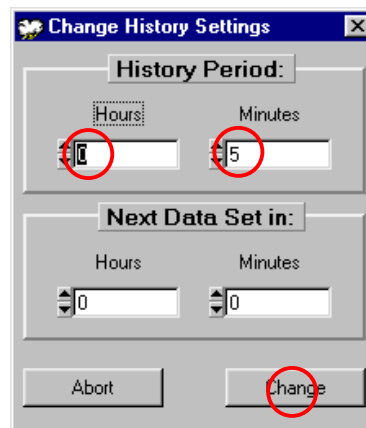 Change History Settings
History Period:
Hours Minutes
0 5
Next Data Set in:
Hours Minutes
0 0
Abort Change